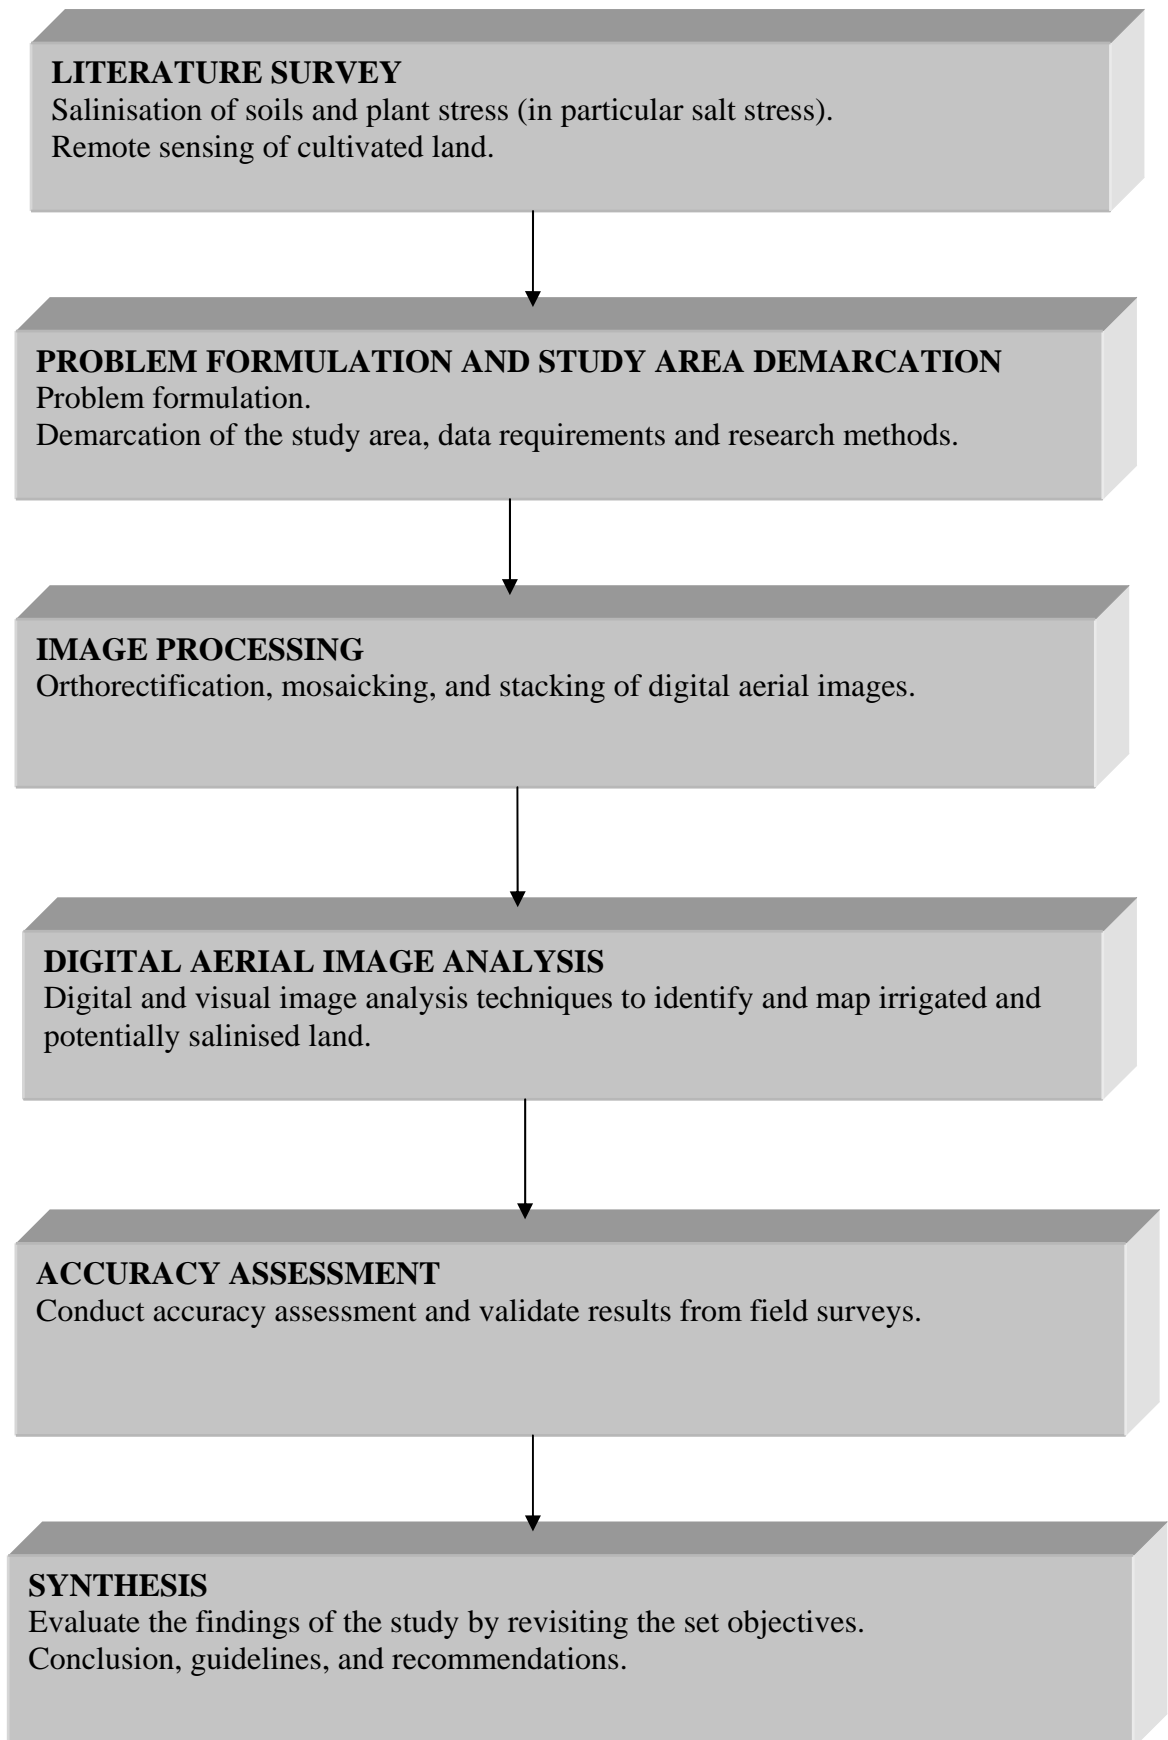 LITERATURE SURVEY
Salinisation of soils and plant stress (in particular salt stress).
Remote sensing of cultivated land.
PROBLEM FORMULATION AND STUDY AREA DEMARCATION
Problem formulation.
Demarcation of the study area, data requirements and research methods.
IMAGE PROCESSING
Orthorectification, mosaicking, and stacking of digital aerial images.
DIGITAL AERIAL IMAGE ANALYSIS
Digital and visual image analysis techniques to identify and map irrigated and
potentially salinised land.
ACCURACY ASSESSMENT
Conduct accuracy assessment and validate results from field surveys.
SYNTHESIS
Evaluate the findings of the study by revisiting the set objectives.
Conclusion, guidelines, and recommendations.